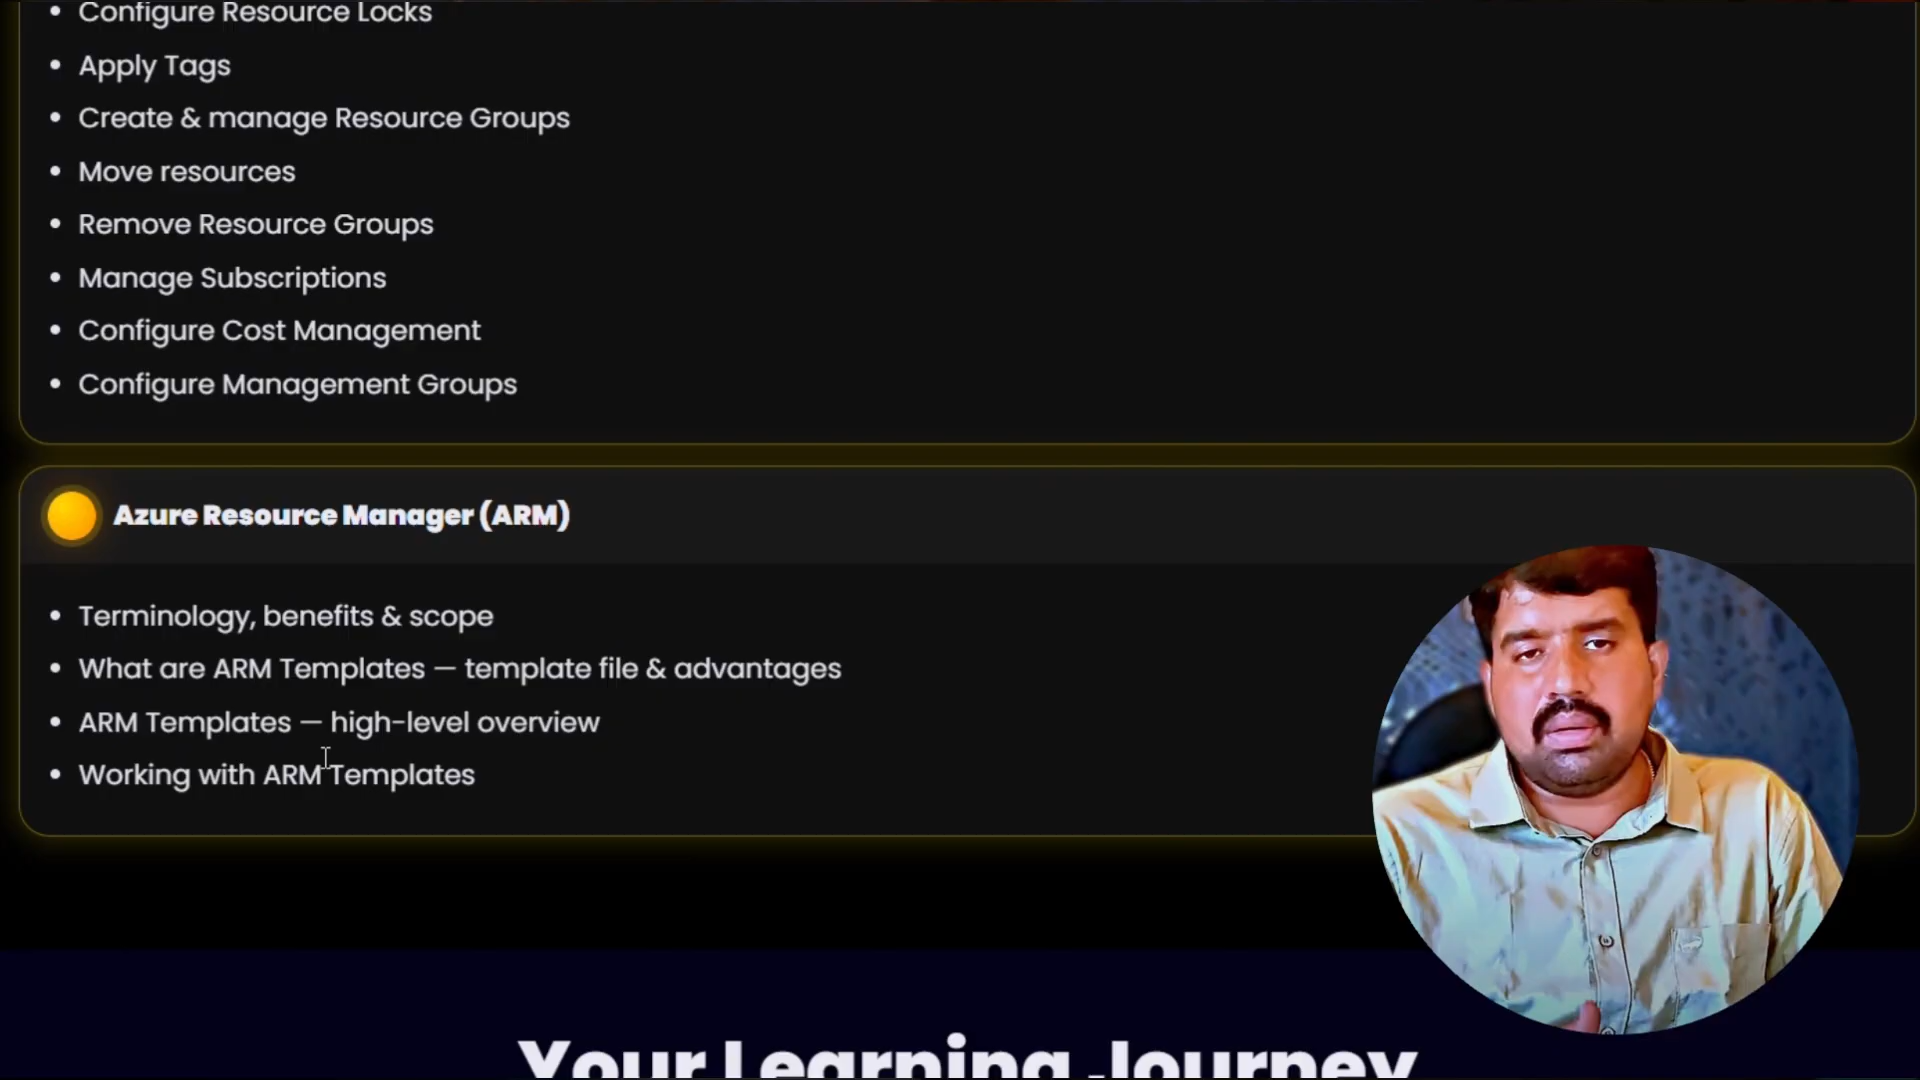 Configure Resource Locks
Apply Tags
Create & manage Resource Groups
Move resources
Remove Resource Groups
Manage Subscriptions
Configure Cost Management
Configure Management Groups
Azure Resource Manager (ARM)
Terminology, benefits & scope
What are ARM Templates — template file & advantages
ARM Templates — high-level overview
Working with ARM Templates
Your Learning Journey